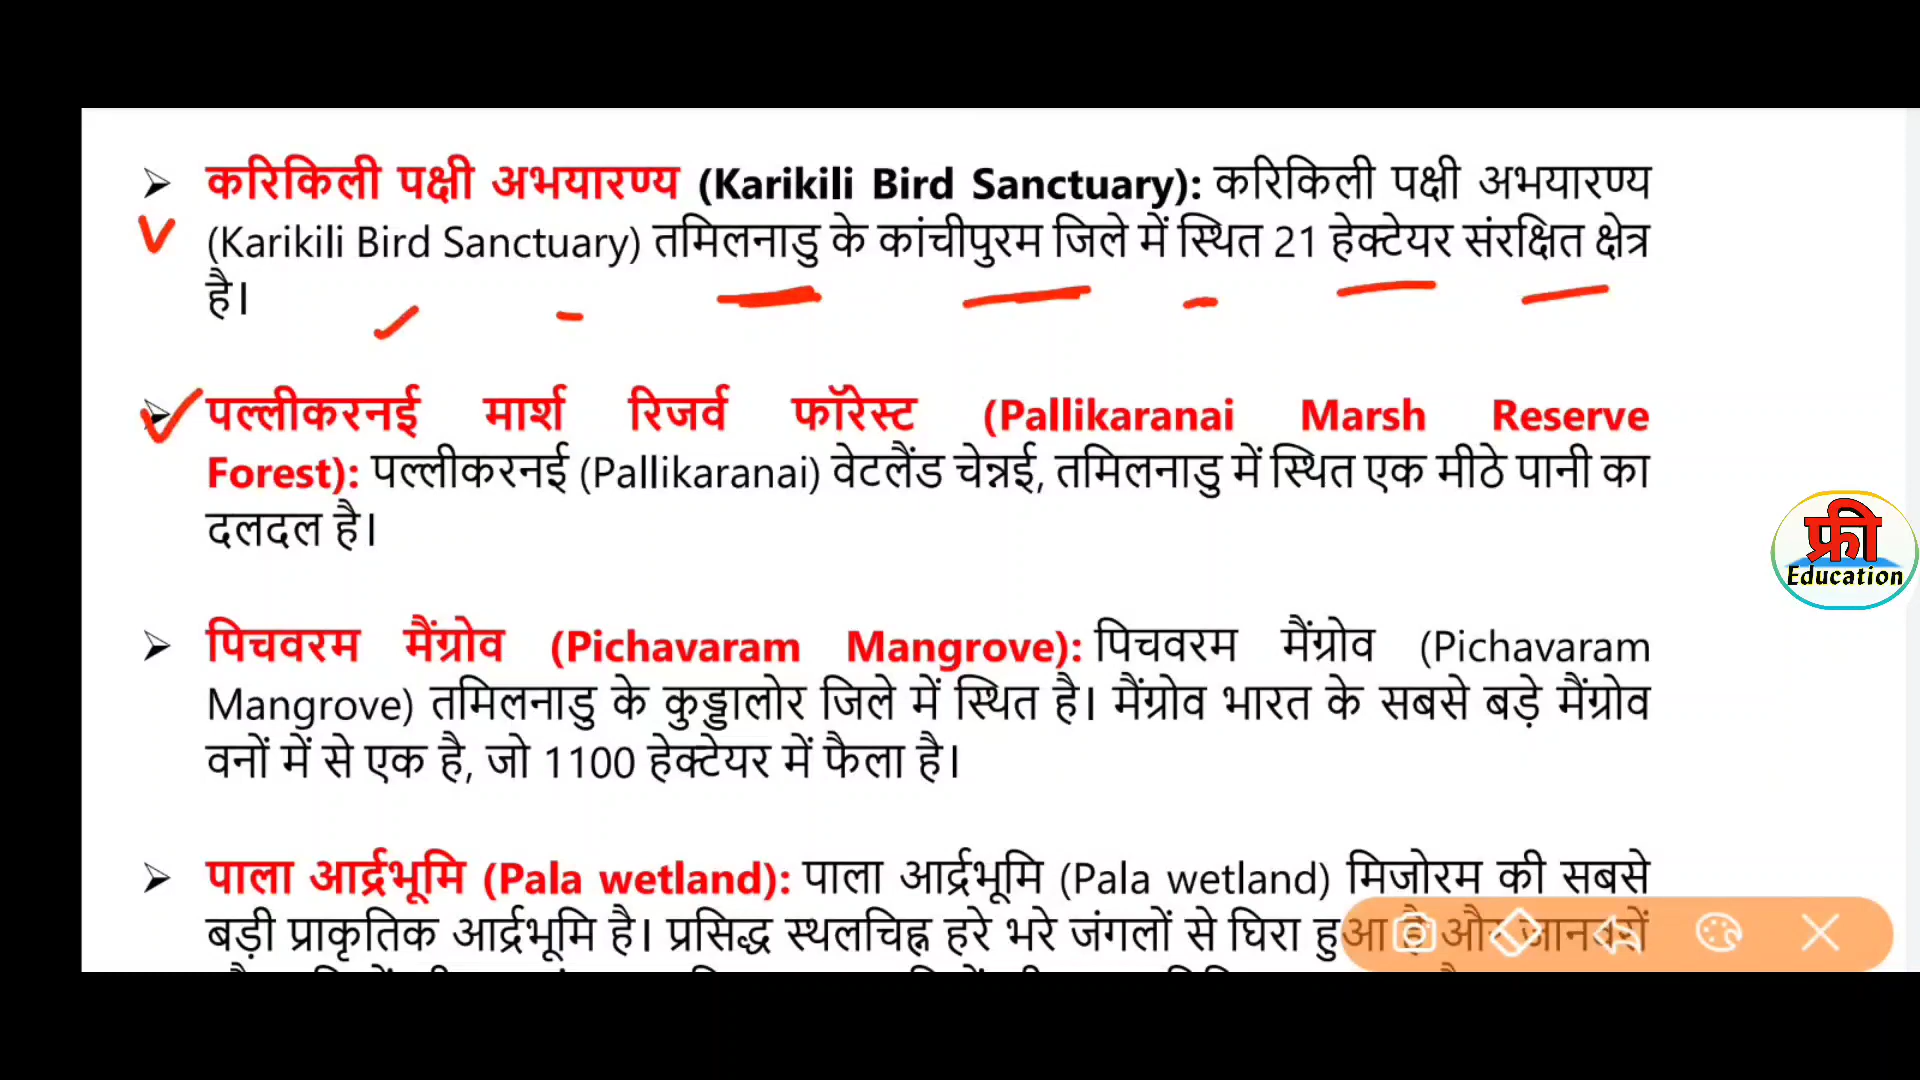 ➢ करिकिली पक्षी अभयारण्य (Karikili Bird Sanctuary): करिकिली पक्षी अभयारण्य
(Karikili Bird Sanctuary) तमिलनाडु के कांचीपुरम जिले में स्थित 21 हेक्टेयर संरक्षित क्षेत्र
है।
➢ पल्लीकरनई मार्श रिजर्व फॉरेस्ट (Pallikaranai Marsh Reserve
Forest): पल्लीकरनई (Pallikaranai) वेटलैंड चेन्नई, तमिलनाडु में स्थित एक मीठे पानी का
दलदल है।
फ्री
Education
➢ पिचवरम मैंग्रोव (Pichavaram Mangrove): पिचवरम मैंग्रोव (Pichavaram
Mangrove) तमिलनाडु के कुड्डालोर जिले में स्थित है। मैंग्रोव भारत के सबसे बड़े मैंग्रोव
वनों में से एक है, जो 1100 हेक्टेयर में फैला है।
➢ पाला आर्द्रभूमि (Pala wetland): पाला आर्द्रभूमि (Pala wetland) मिजोरम की सबसे
बड़ी प्राकृतिक आर्द्रभूमि है। प्रसिद्ध स्थलचिह्न हरे भरे जंगलों से घिरा हुआ है और जानवरों